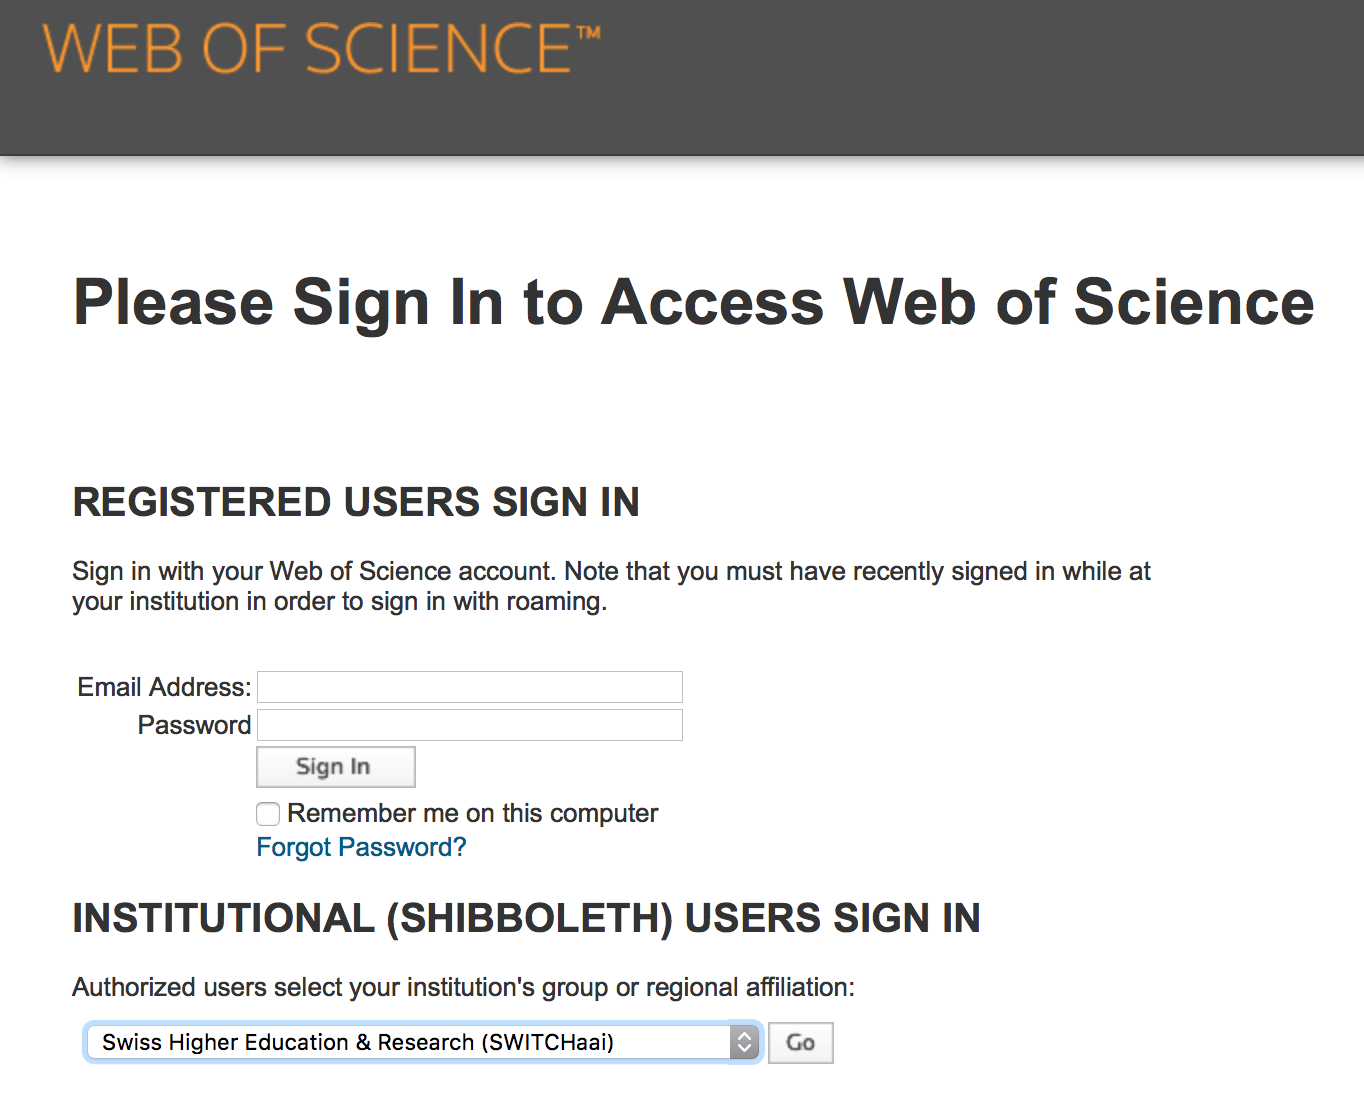 WEB OF SCIENCE™
Please Sign In to Access Web of Science
REGISTERED USERS SIGN IN
Sign in with your Web of Science account. Note that you must have recently signed in while at
your institution in order to sign in with roaming.
Email Address:
Password
Sign In
Remember me on this computer
Forgot Password?
INSTITUTIONAL (SHIBBOLETH) USERS SIGN IN
Authorized users select your institution's group or regional affiliation:
Swiss Higher Education & Research (SWITCHaai) Go